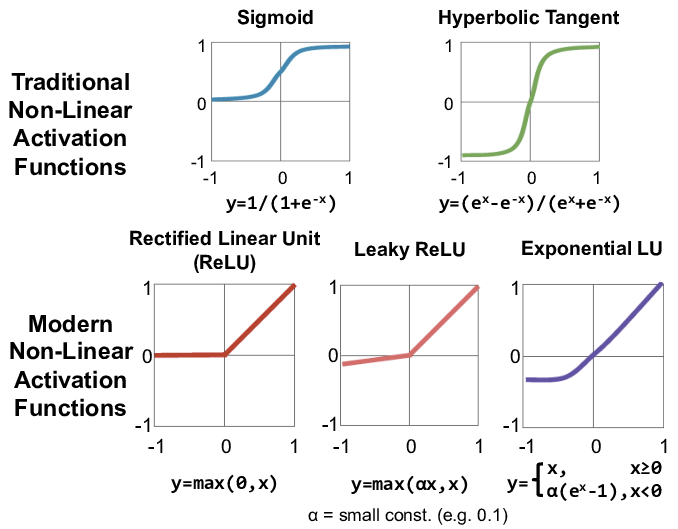 Traditional
Non-Linear
Activation
Functions
Sigmoid
1
0
-1
-1 0 1
y=1/(1+e⁻ˣ)
Hyperbolic Tangent
1
0
-1
-1 0 1
y=(eˣ-e⁻ˣ)/(eˣ+e⁻ˣ)
Modern
Non-Linear
Activation
Functions
Rectified Linear Unit
(ReLU)
1
0
-1
-1 0 1
y=max(0,x)
Leaky ReLU
1
0
-1
-1 0 1
y=max(αx,x)
Exponential LU
1
0
-1
-1 0 1
y={x, x≥0
α(eˣ-1),x<0
α = small const. (e.g. 0.1)